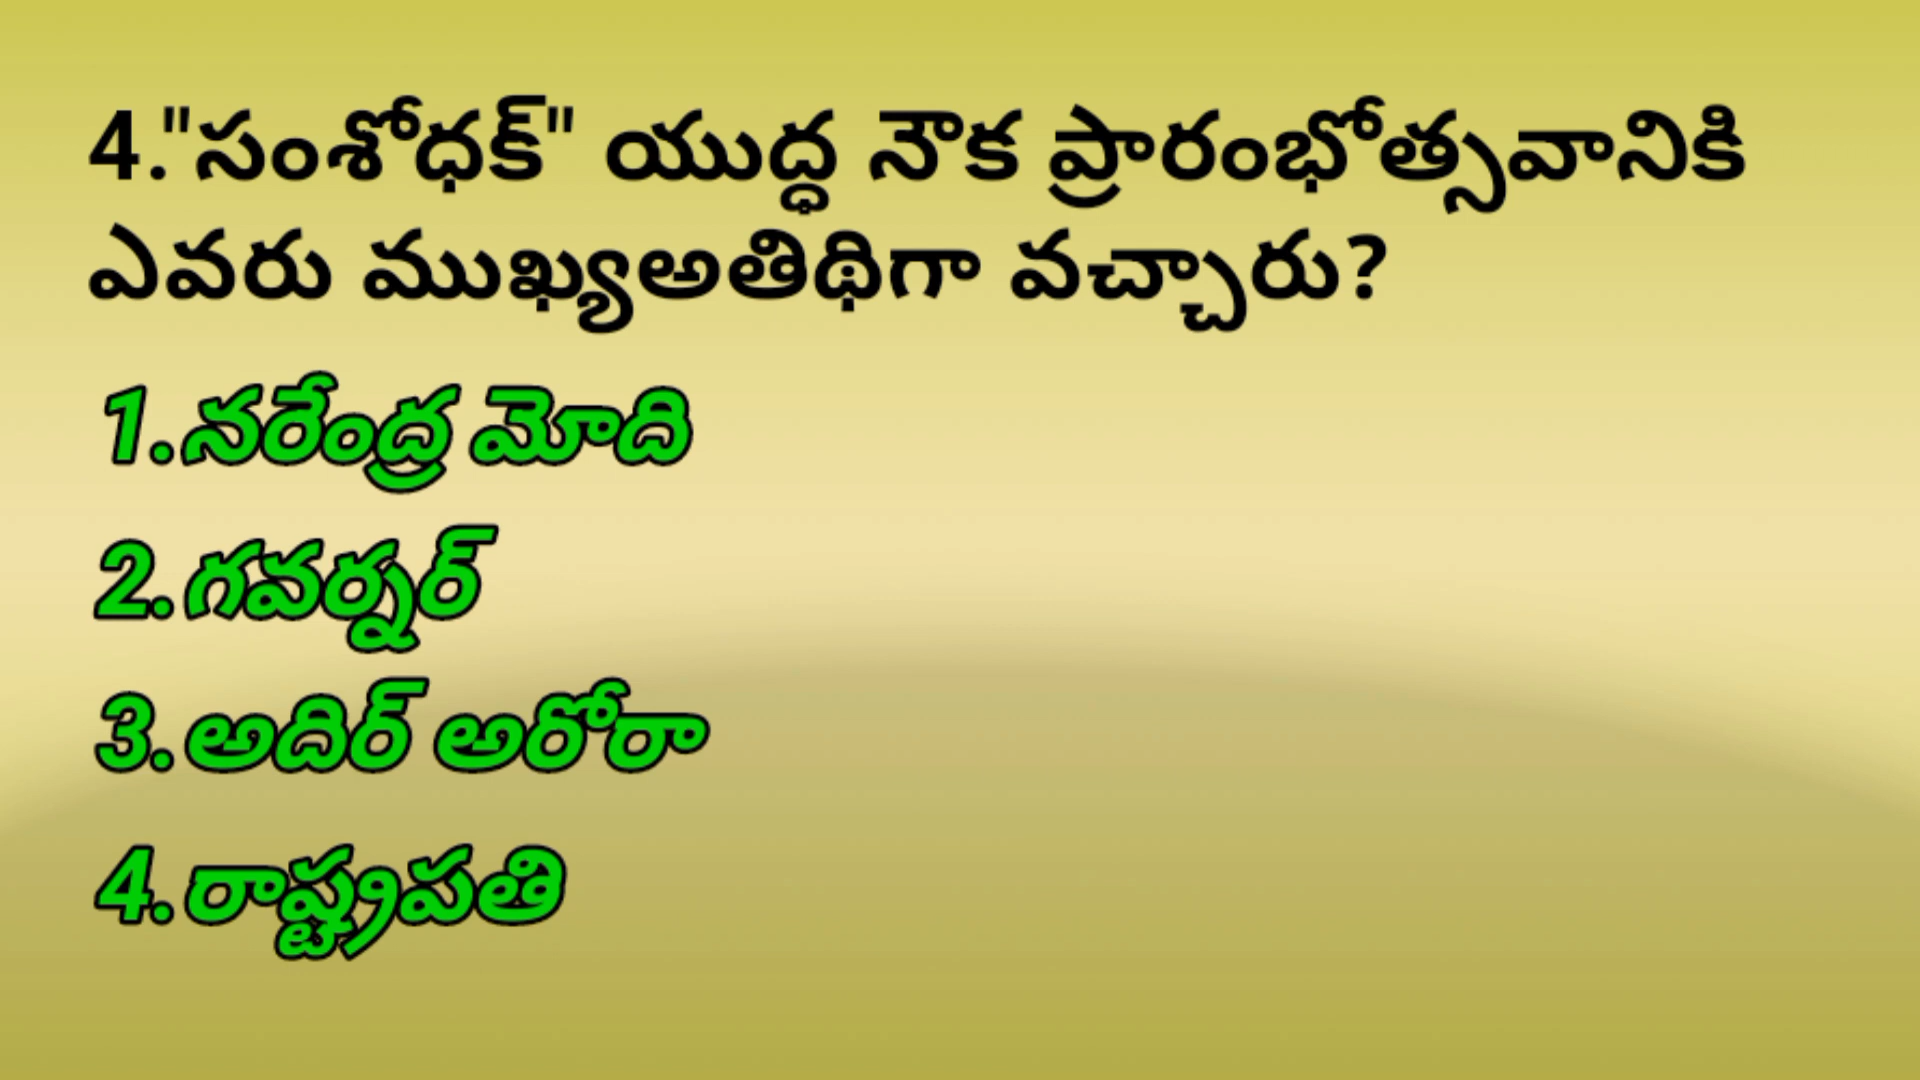 4."సంశోధక్" యుద్ధ నౌక ప్రారంభోత్సవానికి
ఎవరు ముఖ్యఅతిథిగా వచ్చారు?
1.నరేంద్ర మోది
2.గవర్నర్
3.అదిర్ అరోరా
4.రాష్ట్రపతి